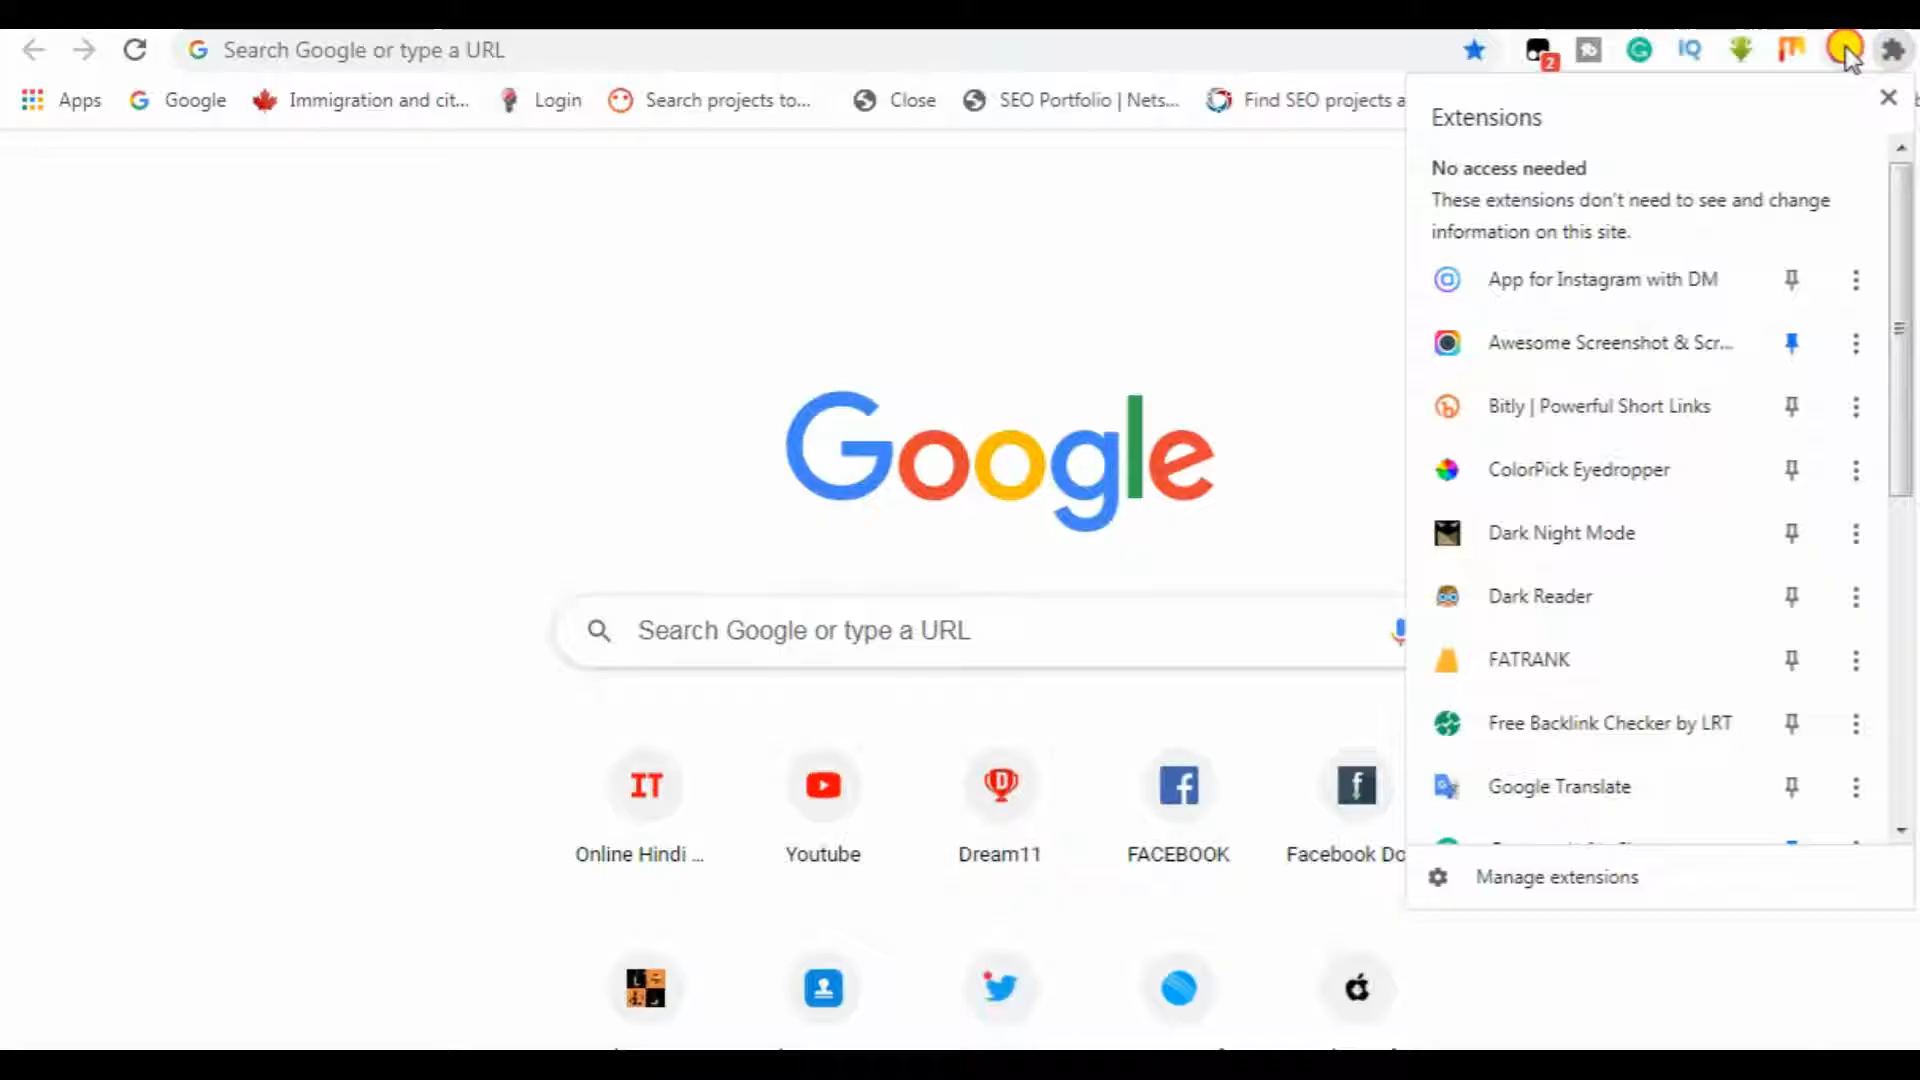 Search Google or type a URL
2
IQ
Apps
Google
Immigration and cit...
Login
Search projects to...
Close
SEO Portfolio | Nets...
Find SEO projects a
Extensions
No access needed
These extensions don't need to see and change
information on this site.
App for Instagram with DM
Awesome Screenshot & Scr...
Bitly | Powerful Short Links
ColorPick Eyedropper
Dark Night Mode
Dark Reader
FATRANK
Free Backlink Checker by LRT
Google Translate
Manage extensions
Google
Search Google or type a URL
IT
Online Hindi ...
Youtube
Dream11
FACEBOOK
Facebook Do